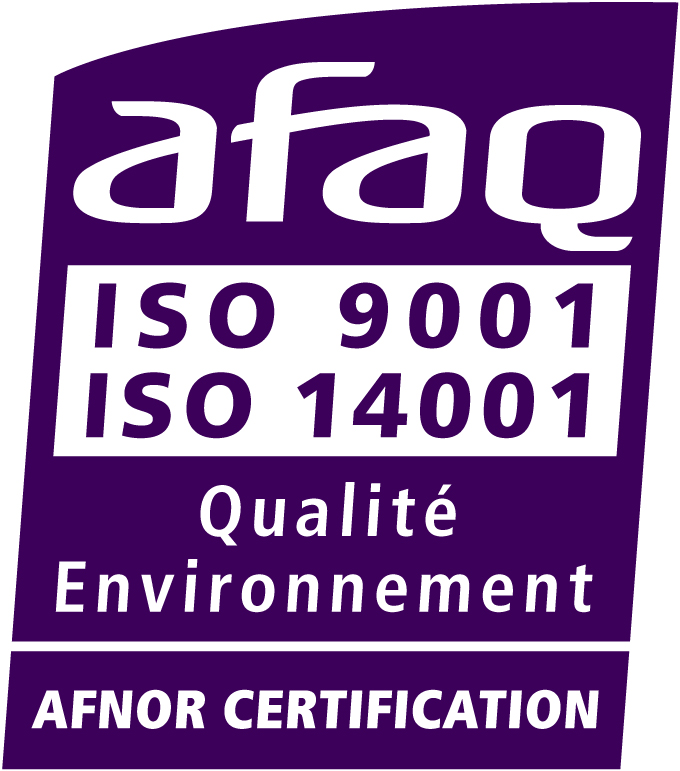 afaq
ISO 9001
ISO 14001
Qualité
Environnement
AFNOR CERTIFICATION